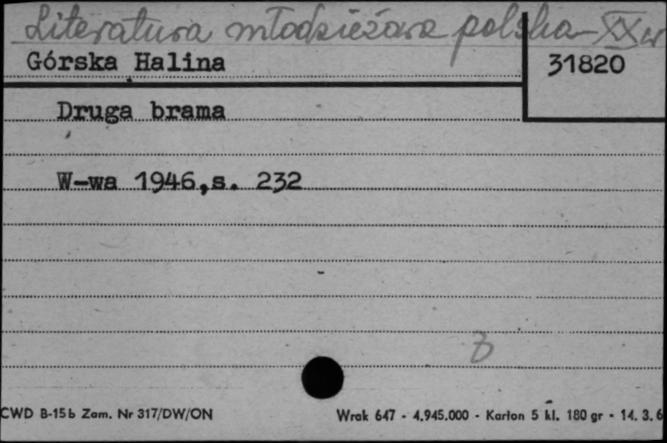 Literatura młodzieżowa polska - XX w
Górska Halina
31820
Druga brama
W-wa 1946,s. 232
CWD B-15b Zam. Nr 317/DW/ON
Wrak 647 - 4.945.000 - Karton 5 kl. 180 gr - 14. 3. 6